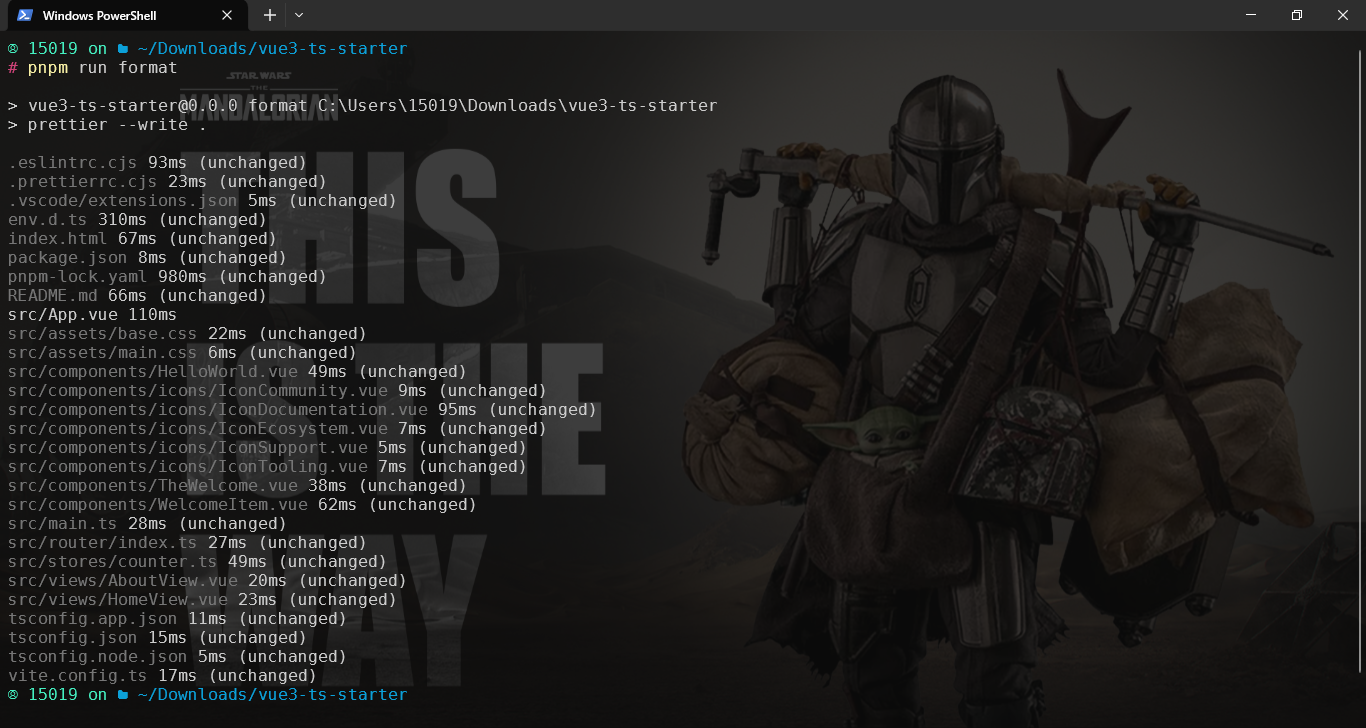 Windows PowerShell
@ 15019 on ~/Downloads/vue3-ts-starter
# pnpm run format
STAR WARS
THE
MANDALORIAN
> vue3-ts-starter@0.0.0 format C:\Users\15019\Downloads\vue3-ts-starter
> prettier --write .
THIS
IS THE
WAY
.eslintrc.cjs 93ms (unchanged)
.prettierrc.cjs 23ms (unchanged)
.vscode/extensions.json 5ms (unchanged)
env.d.ts 310ms (unchanged)
index.html 67ms (unchanged)
package.json 8ms (unchanged)
pnpm-lock.yaml 980ms (unchanged)
README.md 66ms (unchanged)
src/App.vue 110ms
src/assets/base.css 22ms (unchanged)
src/assets/main.css 6ms (unchanged)
src/components/HelloWorld.vue 49ms (unchanged)
src/components/icons/IconCommunity.vue 9ms (unchanged)
src/components/icons/IconDocumentation.vue 95ms (unchanged)
src/components/icons/IconEcosystem.vue 7ms (unchanged)
src/components/icons/IconSupport.vue 5ms (unchanged)
src/components/icons/IconTooling.vue 7ms (unchanged)
src/components/TheWelcome.vue 38ms (unchanged)
src/components/WelcomeItem.vue 62ms (unchanged)
src/main.ts 28ms (unchanged)
src/router/index.ts 27ms (unchanged)
src/stores/counter.ts 49ms (unchanged)
src/views/AboutView.vue 20ms (unchanged)
src/views/HomeView.vue 23ms (unchanged)
tsconfig.app.json 11ms (unchanged)
tsconfig.json 15ms (unchanged)
tsconfig.node.json 5ms (unchanged)
vite.config.ts 17ms (unchanged)
@ 15019 on ~/Downloads/vue3-ts-starter